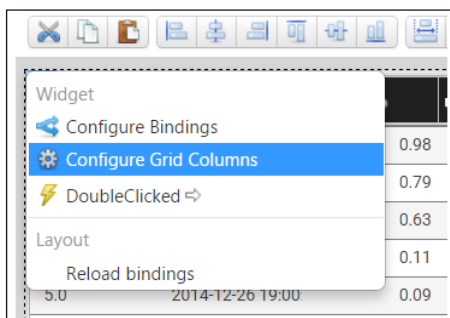 Widget
Configure Bindings
0.98
Configure Grid Columns
0.79
DoubleClicked
0.63
Layout
0.11
Reload bindings
5.0 2014-12-26 19:00: 0.09